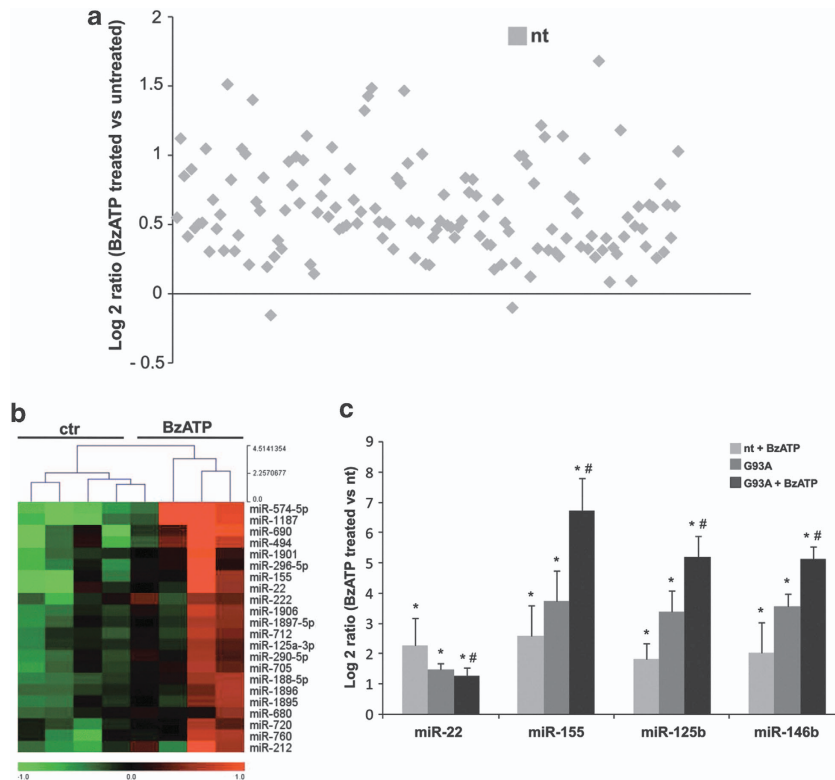 a
Log 2 ratio (BzATP treated vs untreated)
2
1.5
1
0.5
0
- 0.5
nt
b
ctr
BzATP
4.5141354
2.2570677
0.0
miR-574-5p
miR-1187
miR-690
miR-494
miR-1901
miR-296-5p
miR-155
miR-22
miR-222
miR-1906
miR-1897-5p
miR-712
miR-125a-3p
miR-290-5p
miR-705
miR-188-5p
miR-1896
miR-1895
miR-680
miR-720
miR-760
miR-212
-1.0
0.0
1.0
c
Log 2 ratio (BzATP treated vs nt)
9
8
7
6
5
4
3
2
1
0
nt + BzATP
G93A
G93A + BzATP
*
*
* #
*
*
* #
*
*
* #
*
*
* #
miR-22
miR-155
miR-125b
miR-146b